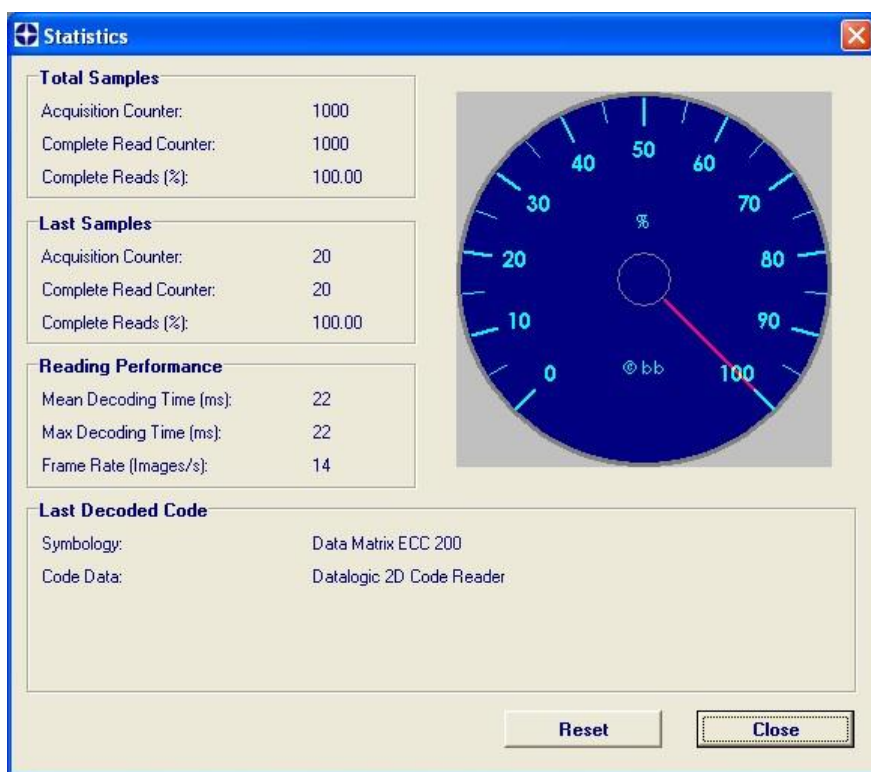 Statistics
Total Samples
Acquisition Counter: 1000
Complete Read Counter: 1000
Complete Reads (%): 100.00
Last Samples
Acquisition Counter: 20
Complete Read Counter: 20
Complete Reads (%): 100.00
Reading Performance
Mean Decoding Time (ms): 22
Max Decoding Time (ms): 22
Frame Rate (Images/s): 14
0
10
20
30
40
50
60
70
80
90
100
%
© bb
Last Decoded Code
Symbology: Data Matrix ECC 200
Code Data: Datalogic 2D Code Reader
Reset Close